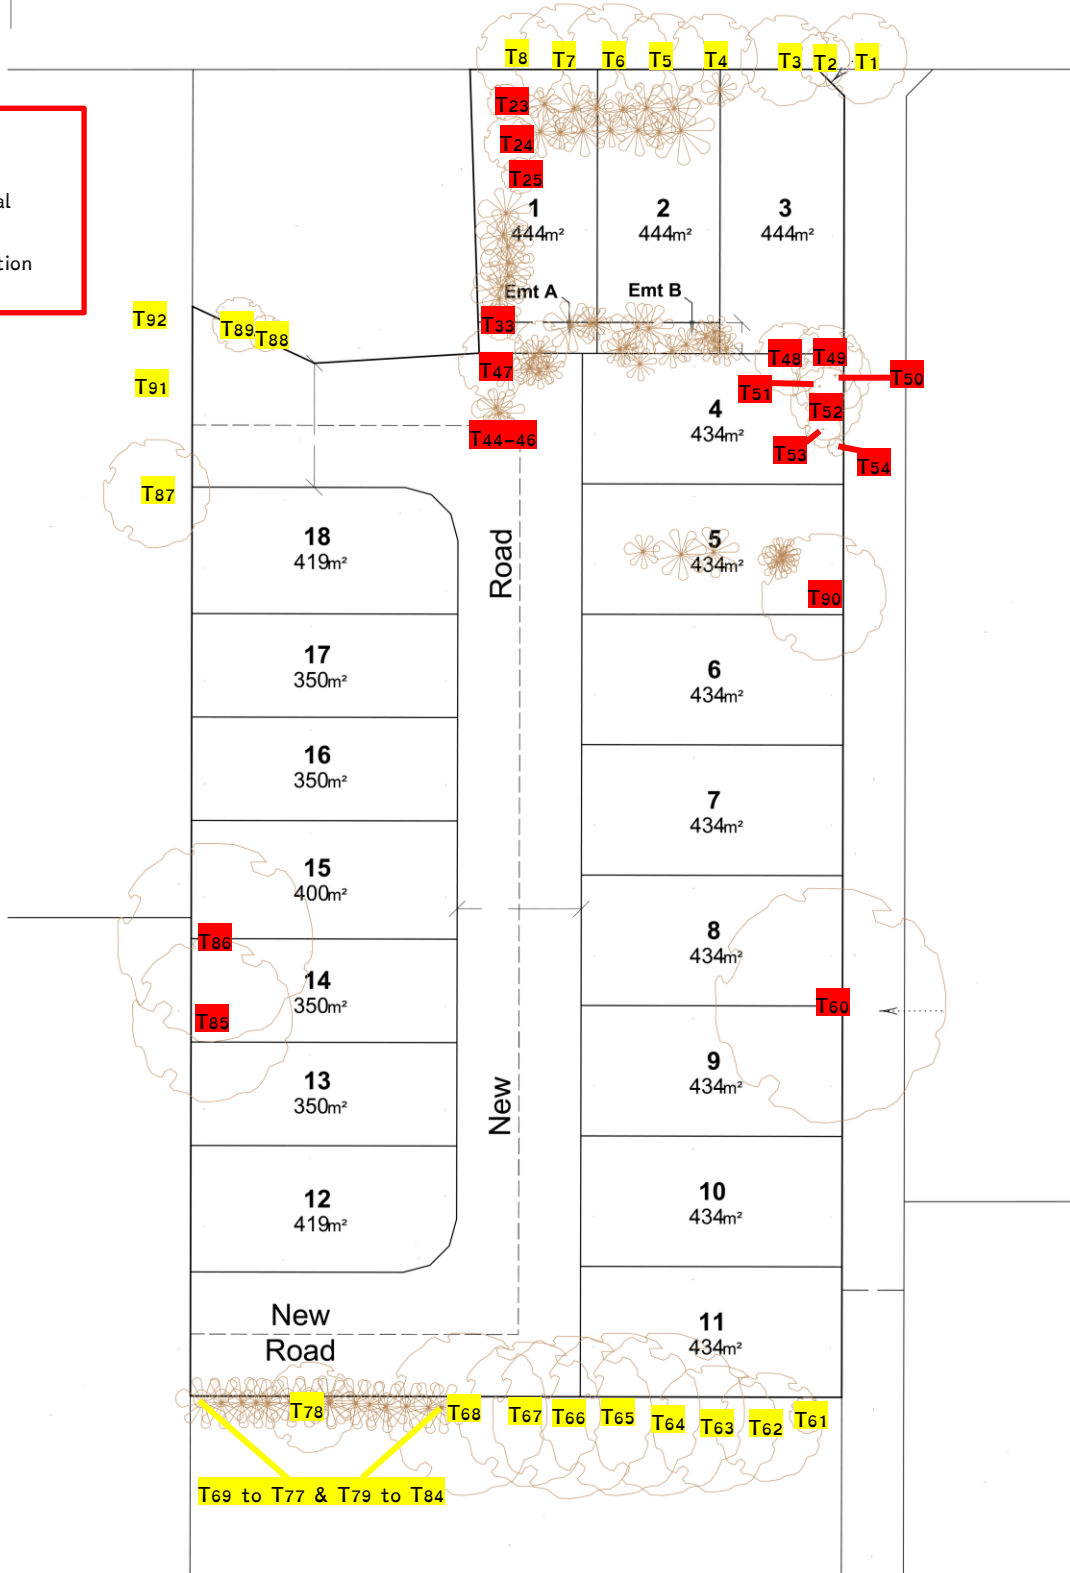 T8 T7 T6 T5 T4 T3 T2 T1
T23
T24
T25
al
tion
1
444m²
2
444m²
3
444m²
Emt A
Emt B
T33
T92
T89
T88
T91
T47
T48
T49
T50
T51
T52
T44-46
T53
T54
4
434m²
T87
18
419m²
Road
5
434m²
T90
17
350m²
6
434m²
16
350m²
7
434m²
15
400m²
8
434m²
T86
T85
14
350m²
T60
13
350m²
New
9
434m²
12
419m²
10
434m²
New
Road
11
434m²
T78
T68 T67 T66 T65 T64 T63 T62 T61
T69 to T77 & T79 to T84